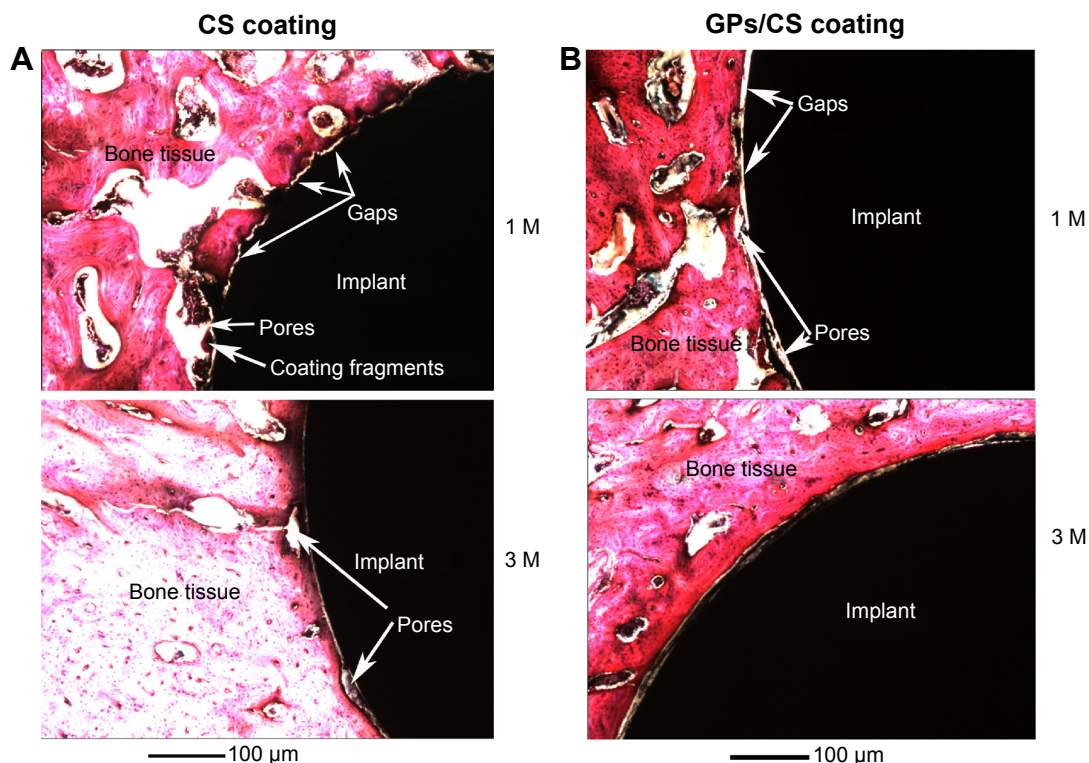 CS coating
GPs/CS coating
A
Bone tissue
Gaps
Implant
Pores
Coating fragments
1 M
B
Gaps
Implant
Pores
Bone tissue
1 M
Bone tissue
Implant
Pores
3 M
Bone tissue
Implant
3 M
100 µm
100 µm